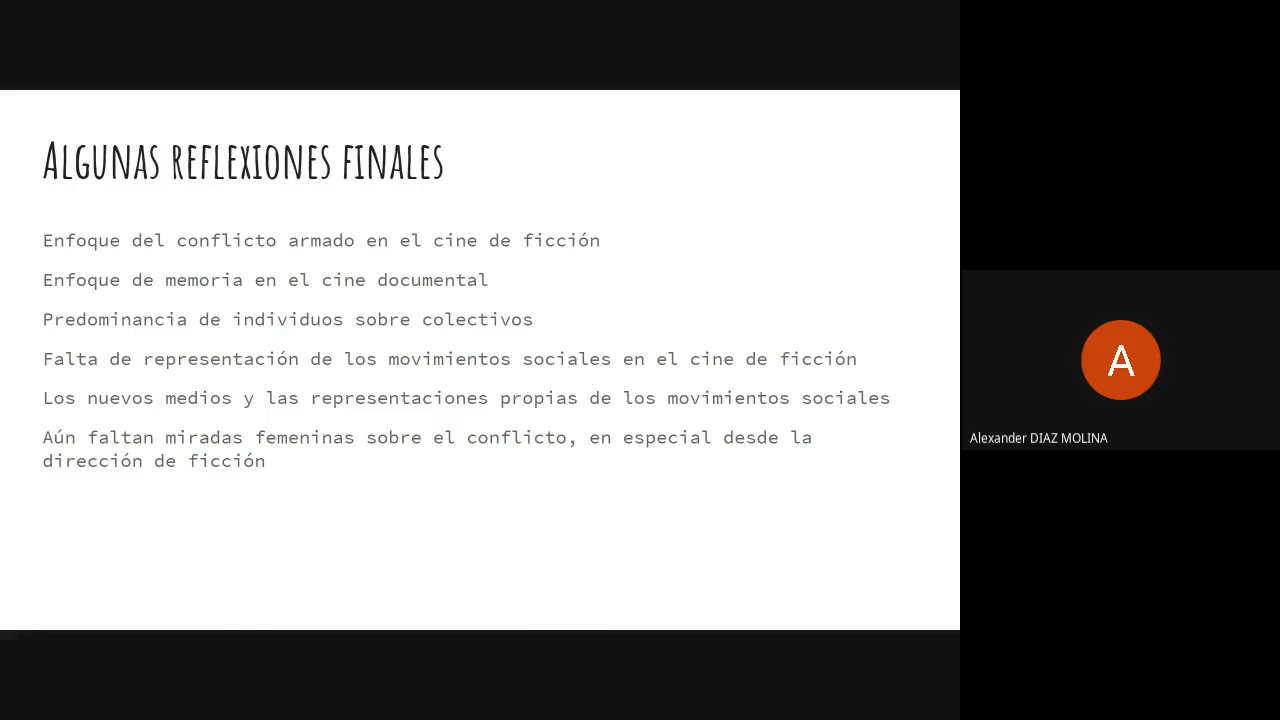 Algunas reflexiones finales
Enfoque del conflicto armado en el cine de ficción
Enfoque de memoria en el cine documental
Predominancia de individuos sobre colectivos
Falta de representación de los movimientos sociales en el cine de ficción
Los nuevos medios y las representaciones propias de los movimientos sociales
Aún faltan miradas femeninas sobre el conflicto, en especial desde la
dirección de ficción
A
Alexander DIAZ MOLINA